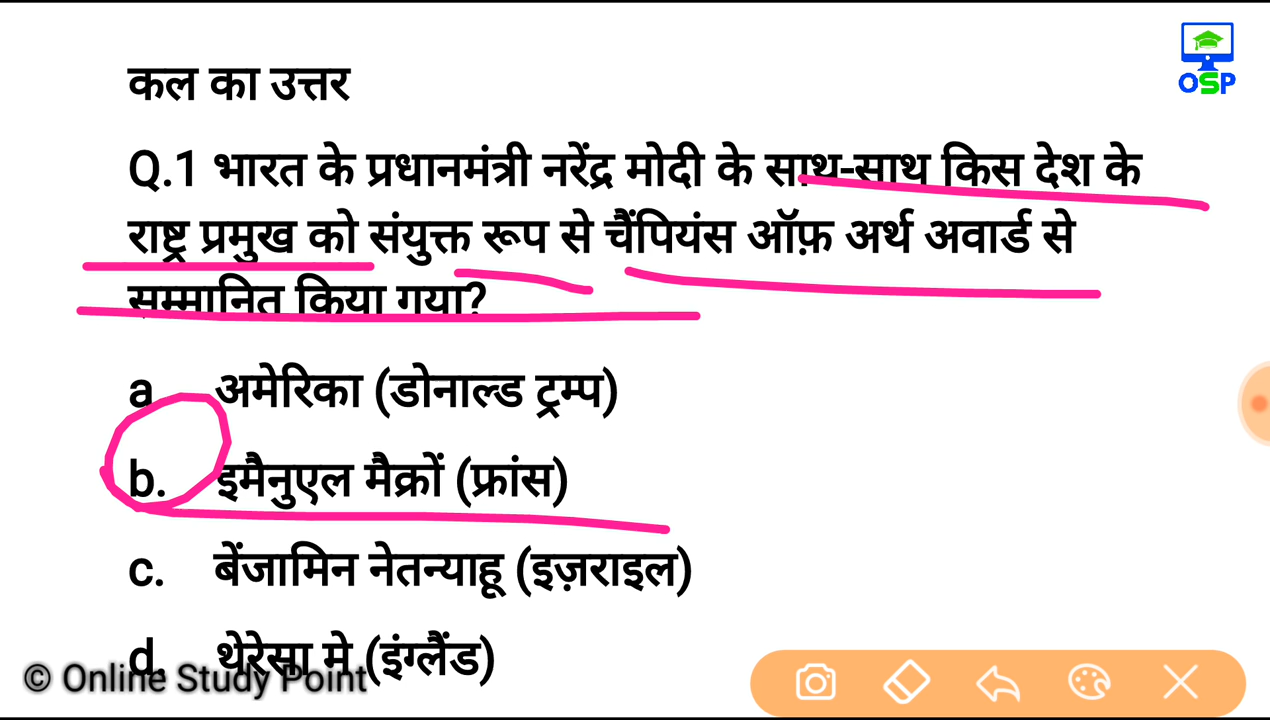 OSP
कल का उत्तर
Q.1 भारत के प्रधानमंत्री नरेंद्र मोदी के साथ-साथ किस देश के
राष्ट्र प्रमुख को संयुक्त रूप से चैंपियंस ऑफ़ अर्थ अवार्ड से
सम्मानित किया गया?
a. अमेरिका (डोनाल्ड ट्रम्प)
b. इमैनुएल मैक्रों (फ्रांस)
c. बेंजामिन नेतन्याहू (इज़राइल)
d. थेरेसा मे (इंग्लैंड)
© Online Study Point